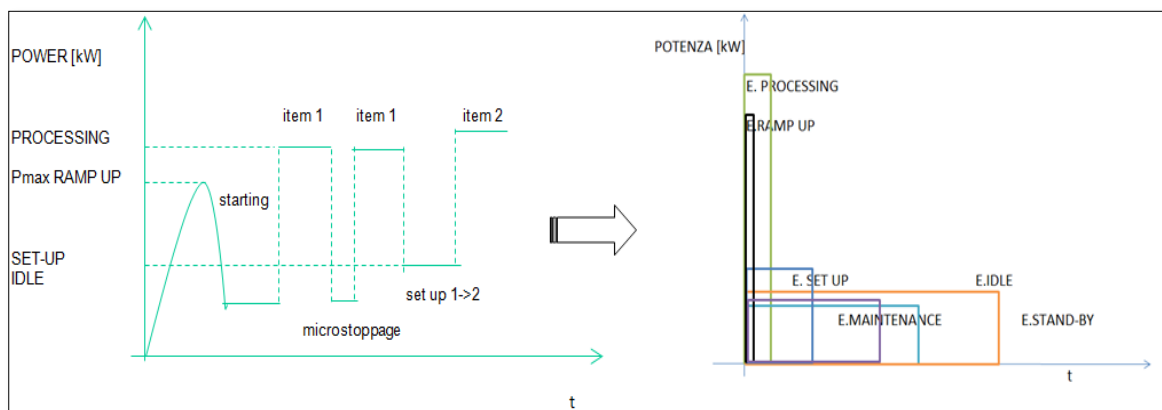 POWER [kW]
item 1
item 1
item 2
PROCESSING
Pmax RAMP UP
starting
SET-UP
IDLE
set up 1->2
microstoppage
t
POTENZA [kW]
E. PROCESSING
E.RAMP UP
E. SET UP
E.IDLE
E.MAINTENANCE
E.STAND-BY
t